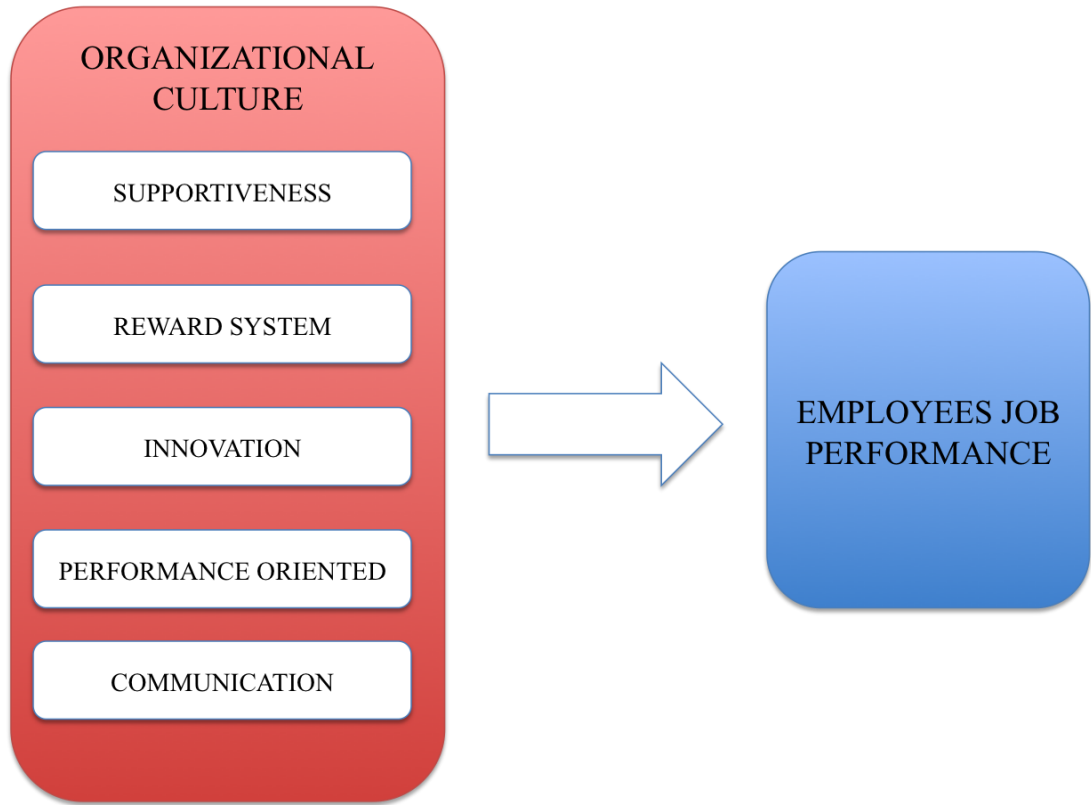 ORGANIZATIONAL
CULTURE
SUPPORTIVENESS
REWARD SYSTEM
INNOVATION
PERFORMANCE ORIENTED
COMMUNICATION
EMPLOYEES JOB
PERFORMANCE